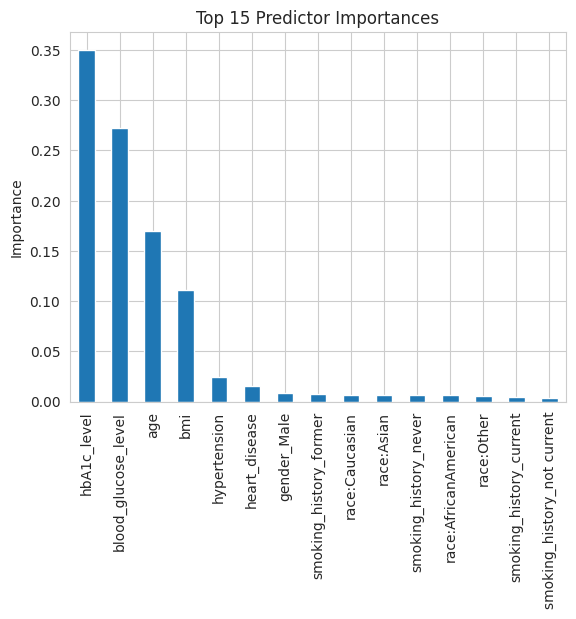 Top 15 Predictor Importances
Importance
0.35
0.30
0.25
0.20
0.15
0.10
0.05
0.00
hbA1c_level
blood_glucose_level
age
bmi
hypertension
heart_disease
gender_Male
smoking_history_former
race:Caucasian
race:Asian
smoking_history_never
race:AfricanAmerican
race:Other
smoking_history_current
smoking_history_not current